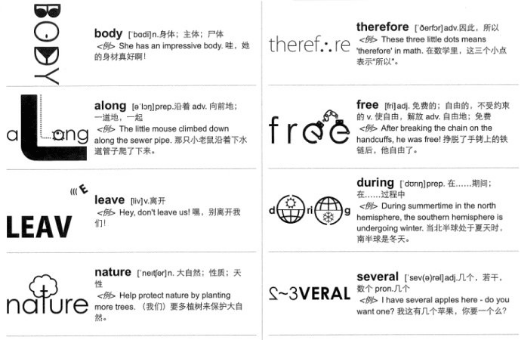 BODY
body [ˈbɑdi]n.身体；主体；尸体
<例> She has an impressive body. 哇，她
的身材真好啊！
along
along [əˈlɔŋ]prep.沿着 adv. 向前地；
一道地，一起
<例> The little mouse climbed down
along the sewer pipe. 那只小老鼠沿着下水
道管子爬了下来。
LEAVE
leave [liv]v.离开
<例> Hey, don't leave us! 嘿，别离开我
们！
nature
nature [ˈneɪtʃər]n. 大自然；性质；天
性
<例> Help protect nature by planting
more trees. （我们）要多植树来保护大自
然。
theref∴re
therefore [ˈðerfɔr]adv.因此，所以
<例> These three little dots means
'therefore' in math. 在数学里，这三个小点
表示“所以”。
free
free [fri]adj. 免费的；自由的，不受约束
的 v. 使自由，解放 adv. 自由地；免费
<例> After breaking the chain on the
handcuffs, he was free! 挣脱了手铐上的铁
链后，他自由了。
during
during [ˈdʊrɪŋ]prep. 在……期间；
在……过程中
<例> During summertime in the north
hemisphere, the southern hemisphere is
undergoing winter. 当北半球处于夏天时，
南半球是冬天。
2~3VERAL
several [ˈsev(ə)rəl]adj.几个，若干，
数个 pron.几个
<例> I have several apples here - do you
want one? 我这有几个苹果，你要一个么？